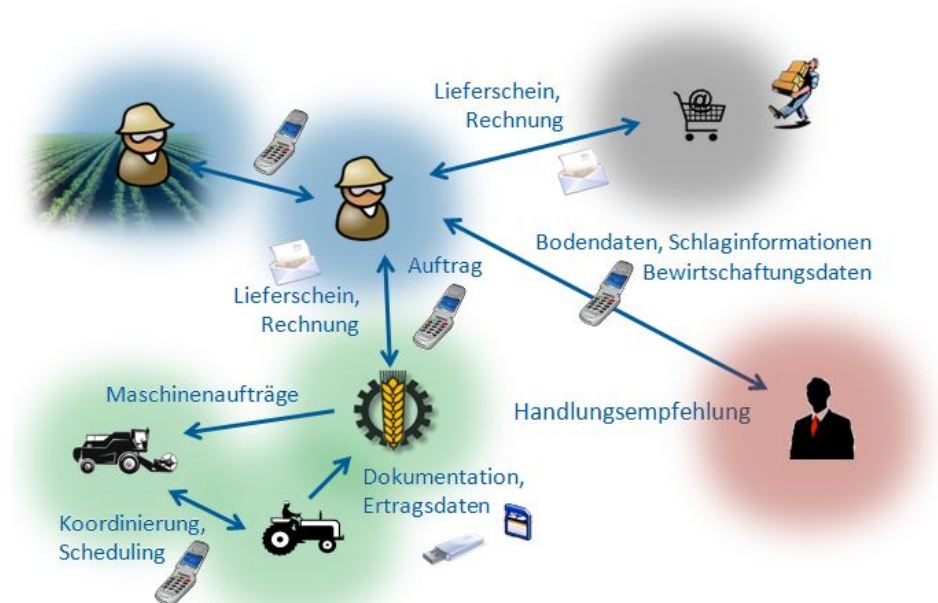 Lieferschein,
Rechnung
@
Bodendaten, Schlaginformationen
Bewirtschaftungsdaten
Auftrag
Lieferschein,
Rechnung
Maschinenaufträge
Handlungsempfehlung
Dokumentation,
Ertragsdaten
Koordinierung,
Scheduling